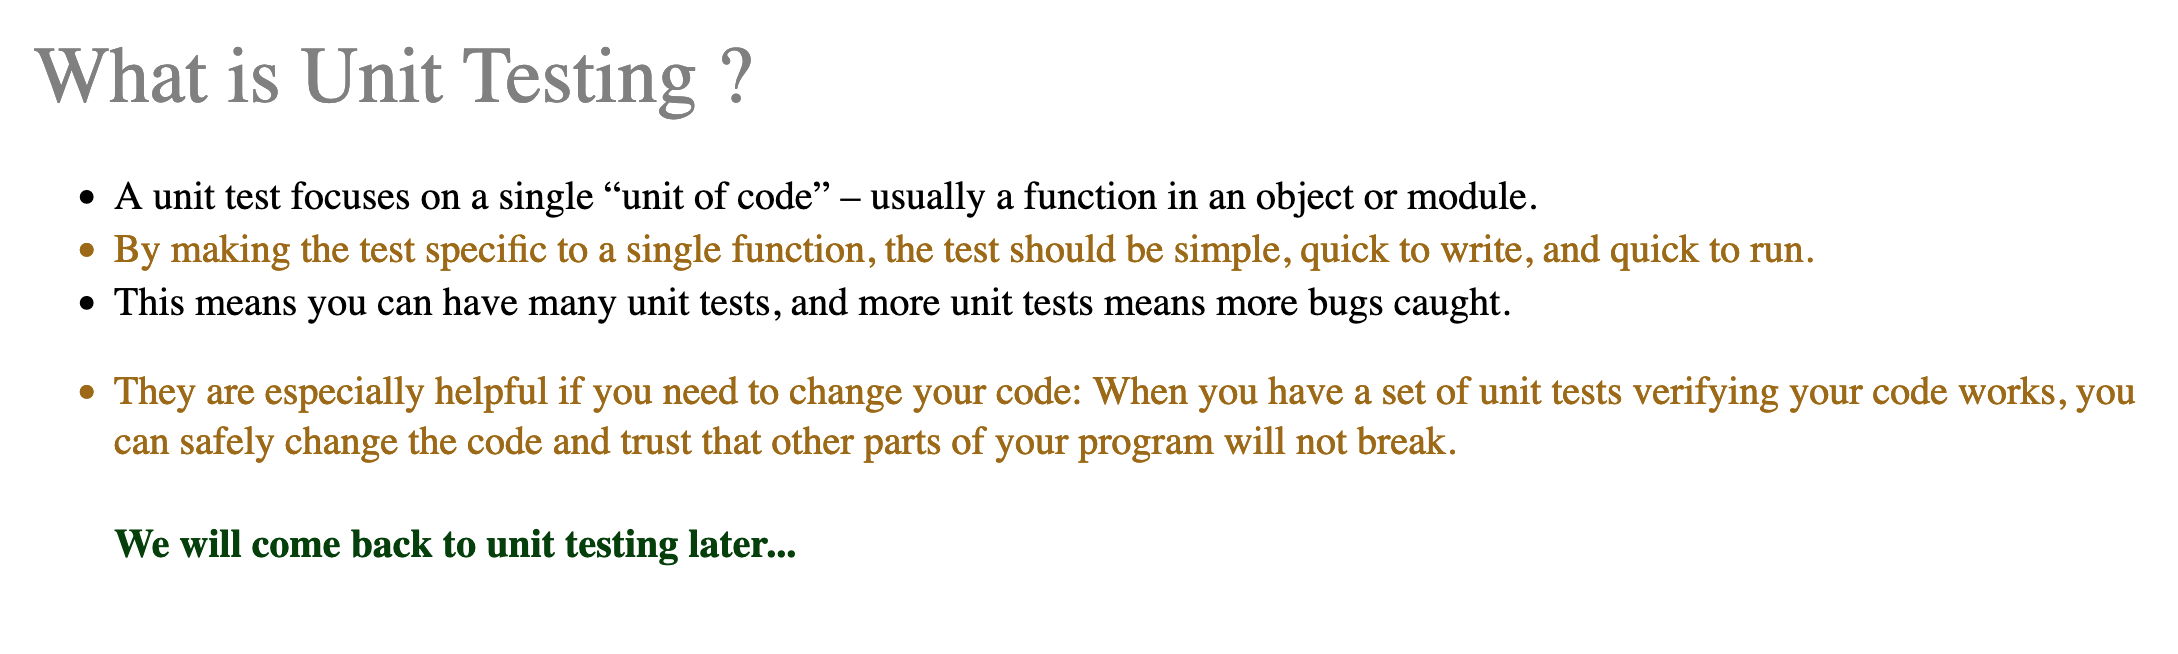 What is Unit Testing ?
• A unit test focuses on a single “unit of code” – usually a function in an object or module.
• By making the test specific to a single function, the test should be simple, quick to write, and quick to run.
• This means you can have many unit tests, and more unit tests means more bugs caught.
• They are especially helpful if you need to change your code: When you have a set of unit tests verifying your code works, you
can safely change the code and trust that other parts of your program will not break.
We will come back to unit testing later...